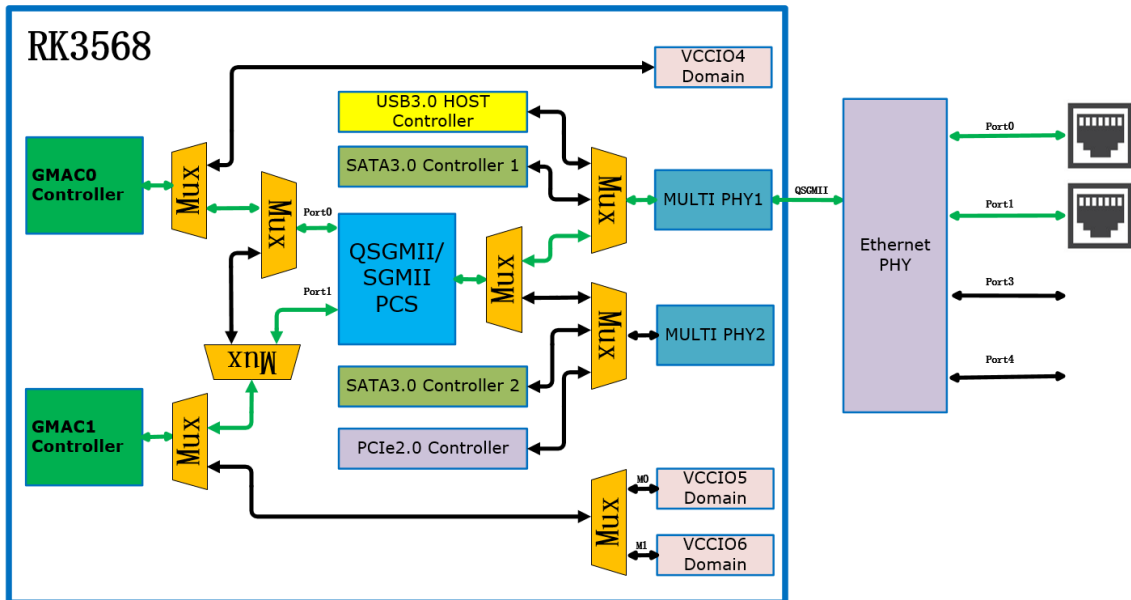 RK3568
VCCIO4
Domain
USB3.0 HOST
Controller
SATA3.0 Controller 1
GMAC0
Controller
Mux
Mux
Port0
QSGMII/
SGMII
PCS
Port1
Mux
Mux
MULTI PHY1
QSGMII
Ethernet
PHY
Port0
Port1
Port3
Port4
Mux
Mux
MULTI PHY2
SATA3.0 Controller 2
GMAC1
Controller
Mux
PCIe2.0 Controller
Mux
M0
VCCIO5
Domain
M1
VCCIO6
Domain